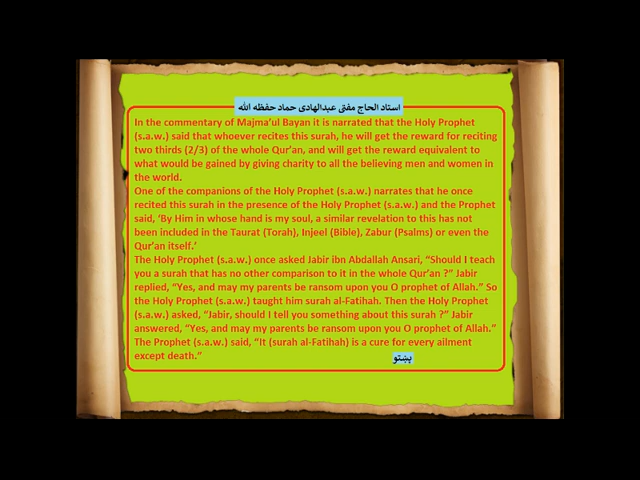 استاد الحاج مفتی عبدالهادی حماد حفظه الله
In the commentary of Majma’ul Bayan it is narrated that the Holy Prophet
(s.a.w.) said that whoever recites this surah, he will get the reward for reciting
two thirds (2/3) of the whole Qur’an, and will get the reward equivalent to
what would be gained by giving charity to all the believing men and women in
the world.
One of the companions of the Holy Prophet (s.a.w.) narrates that he once
recited this surah in the presence of the Holy Prophet (s.a.w.) and the Prophet
said, ‘By Him in whose hand is my soul, a similar revelation to this has not
been included in the Taurat (Torah), Injeel (Bible), Zabur (Psalms) or even the
Qur’an itself.’
The Holy Prophet (s.a.w.) once asked Jabir ibn Abdallah Ansari, “Should I teach
you a surah that has no other comparison to it in the whole Qur’an ?” Jabir
replied, “Yes, and may my parents be ransom upon you O prophet of Allah.” So
the Holy Prophet (s.a.w.) taught him surah al-Fatihah. Then the Holy Prophet
(s.a.w.) asked, “Jabir, should I tell you something about this surah ?” Jabir
answered, “Yes, and may my parents be ransom upon you O prophet of Allah.”
The Prophet (s.a.w.) said, “It (surah al-Fatihah) is a cure for every ailment
except death.”
پښتو